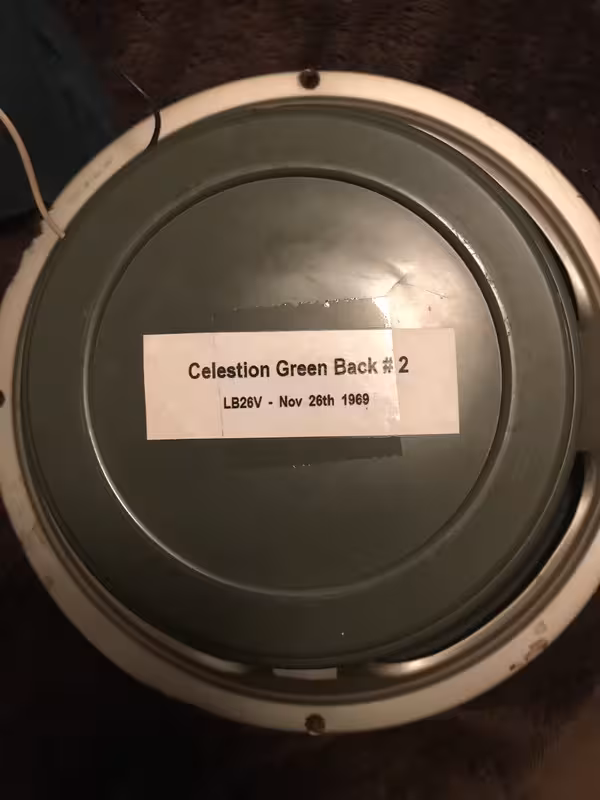 Celestion Green Back # 2
LB26V - Nov 26th 1969